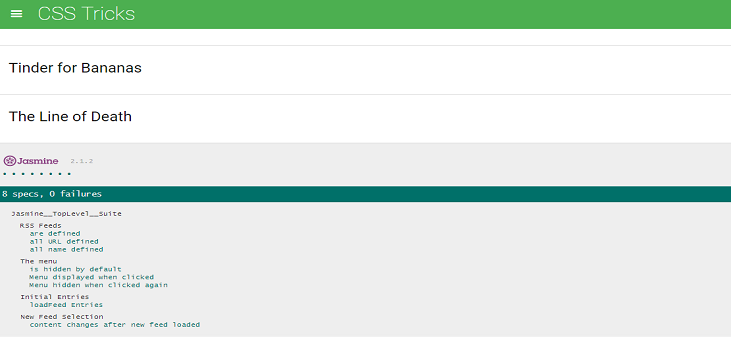 CSS Tricks
Tinder for Bananas
The Line of Death
Jasmine 2.1.2
• • • • • • • •
8 specs, 0 failures
Jasmine__TopLevel__Suite
RSS Feeds
are defined
all URL defined
all name defined
The menu
is hidden by default
Menu displayed when clicked
Menu hidden when clicked again
Initial Entries
loadFeed Entries
New Feed Selection
content changes after new feed loaded